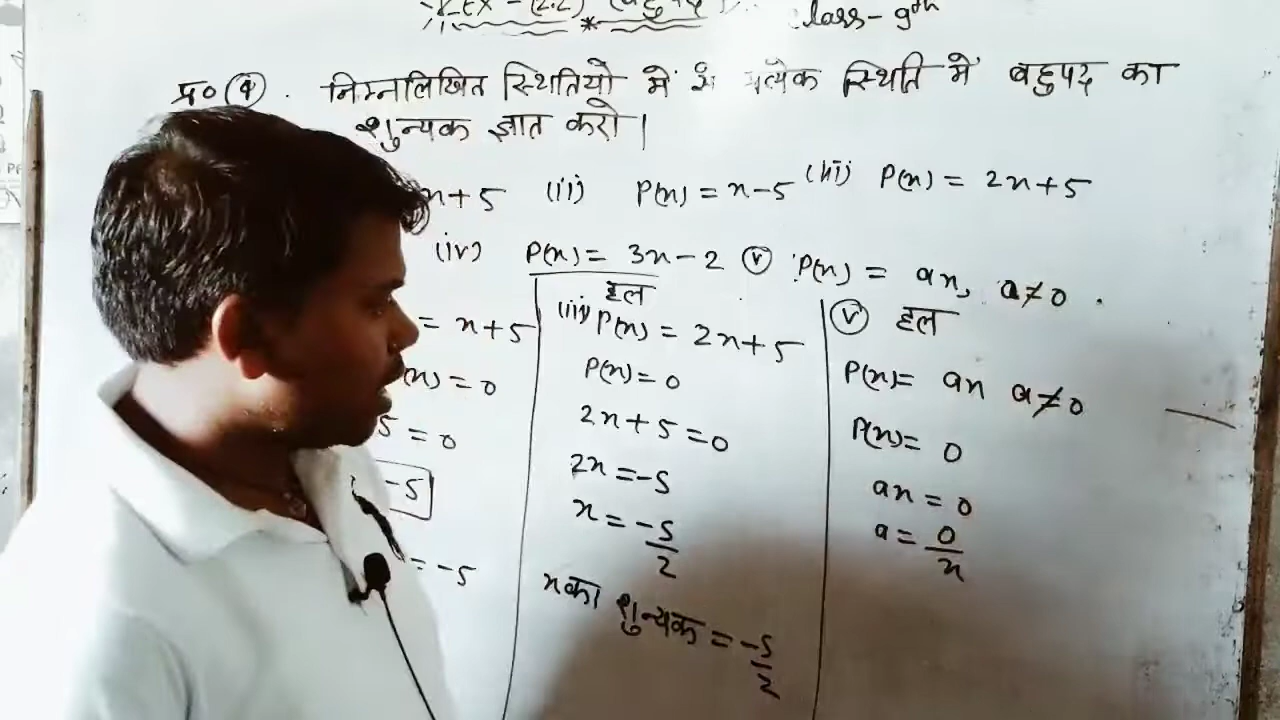 Ex - (2.2) (बहुपद) Class - 9th
प्र० (4). निम्नलिखित स्थितियो में से प्रत्येक स्थिति में बहुपद का
शुन्यक ज्ञात करो।
x+5 (ii) P(x) = x-5 (iii) P(x) = 2x+5
(iv) P(x) = 3x-2 (v) P(x) = ax, a≠0.
= x+5
(x) = 0
5 = 0
-5
= -5
हल
(iii) P(x) = 2x+5
P(x) = 0
2x+5 = 0
2x = -5
x = -5/2
x का शुन्यक = -5/2
(v) हल
P(x) = ax a≠0
P(x) = 0
ax = 0
a = 0/x